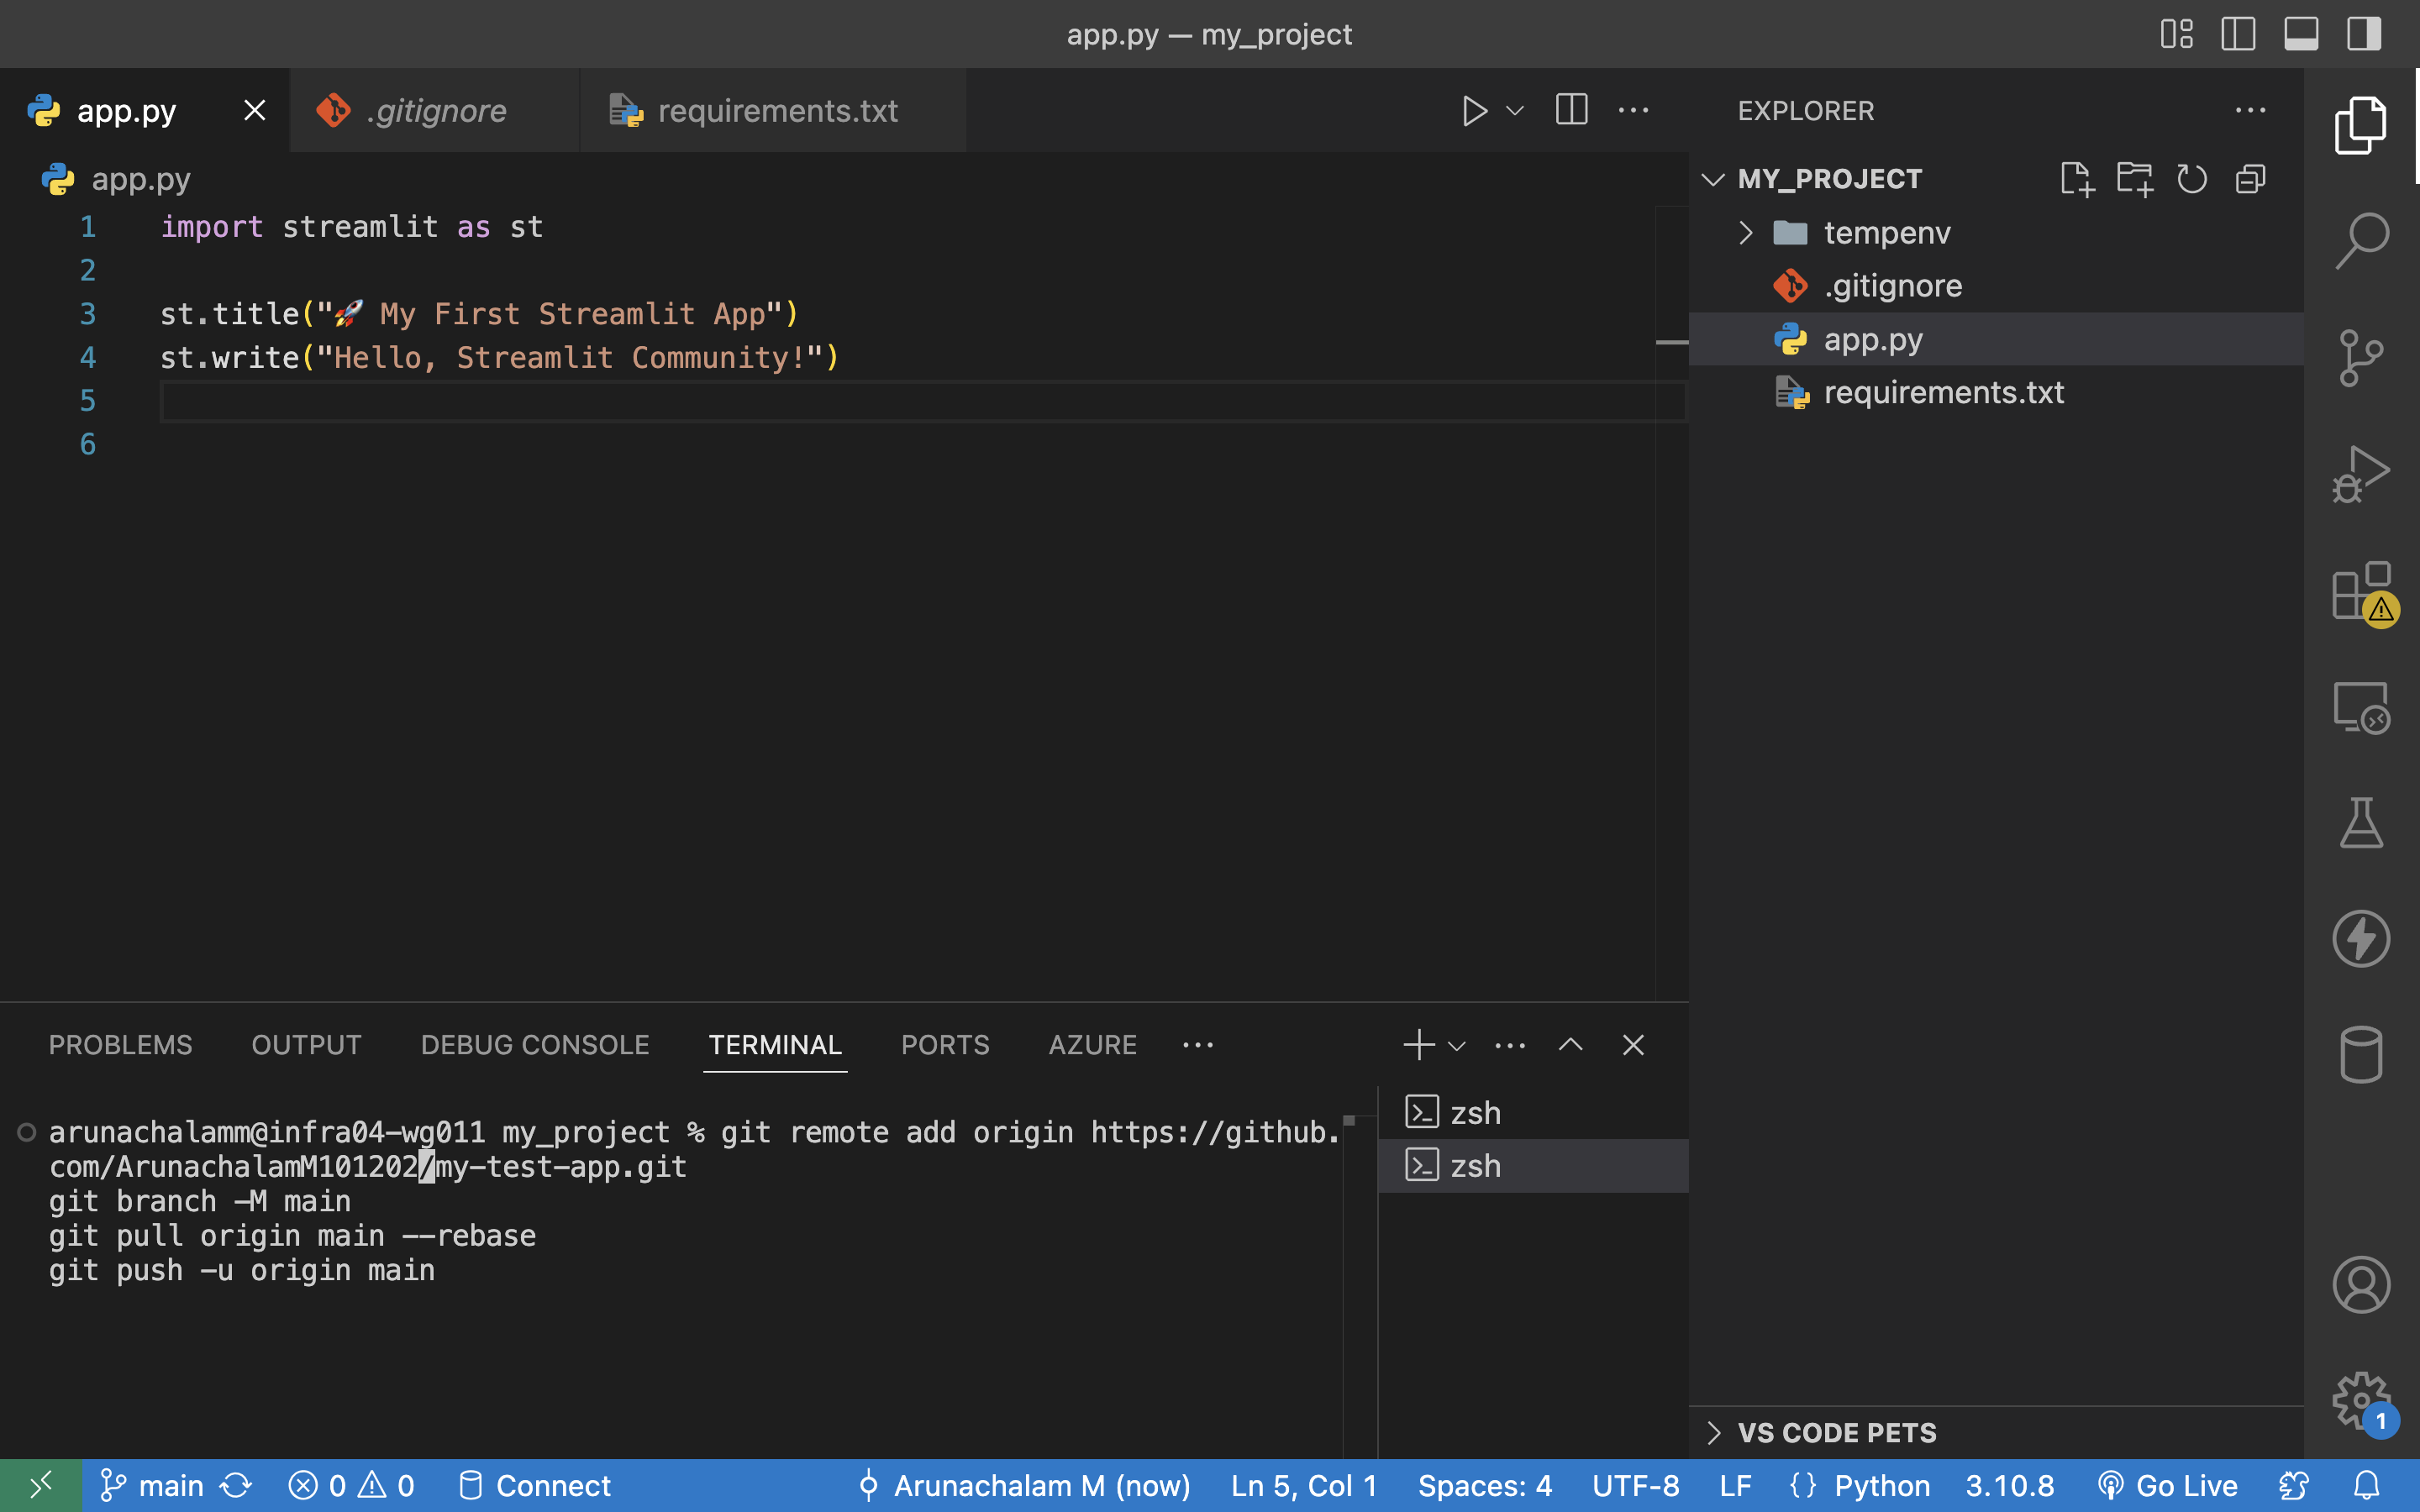 app.py — my_project
app.py
.gitignore
requirements.txt
app.py
1 import streamlit as st
2
3 st.title("🚀 My First Streamlit App")
4 st.write("Hello, Streamlit Community!")
5
6
EXPLORER
MY_PROJECT
tempenv
.gitignore
app.py
requirements.txt
PROBLEMS OUTPUT DEBUG CONSOLE TERMINAL PORTS AZURE
arunachalamm@infra04-wg011 my_project % git remote add origin https://github.
com/ArunachalamM101202/my-test-app.git
git branch -M main
git pull origin main --rebase
git push -u origin main
zsh
zsh
VS CODE PETS
1
main 0 0 Connect Arunachalam M (now) Ln 5, Col 1 Spaces: 4 UTF-8 LF {} Python 3.10.8 Go Live